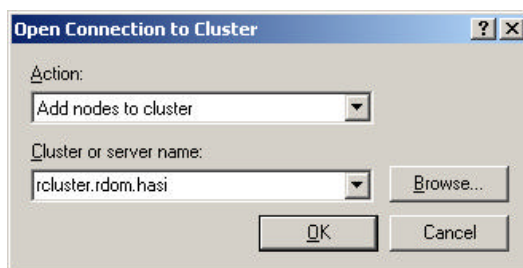 Open Connection to Cluster
Action:
Add nodes to cluster
Cluster or server name:
rcluster.rdom.hasi
Browse...
OK
Cancel